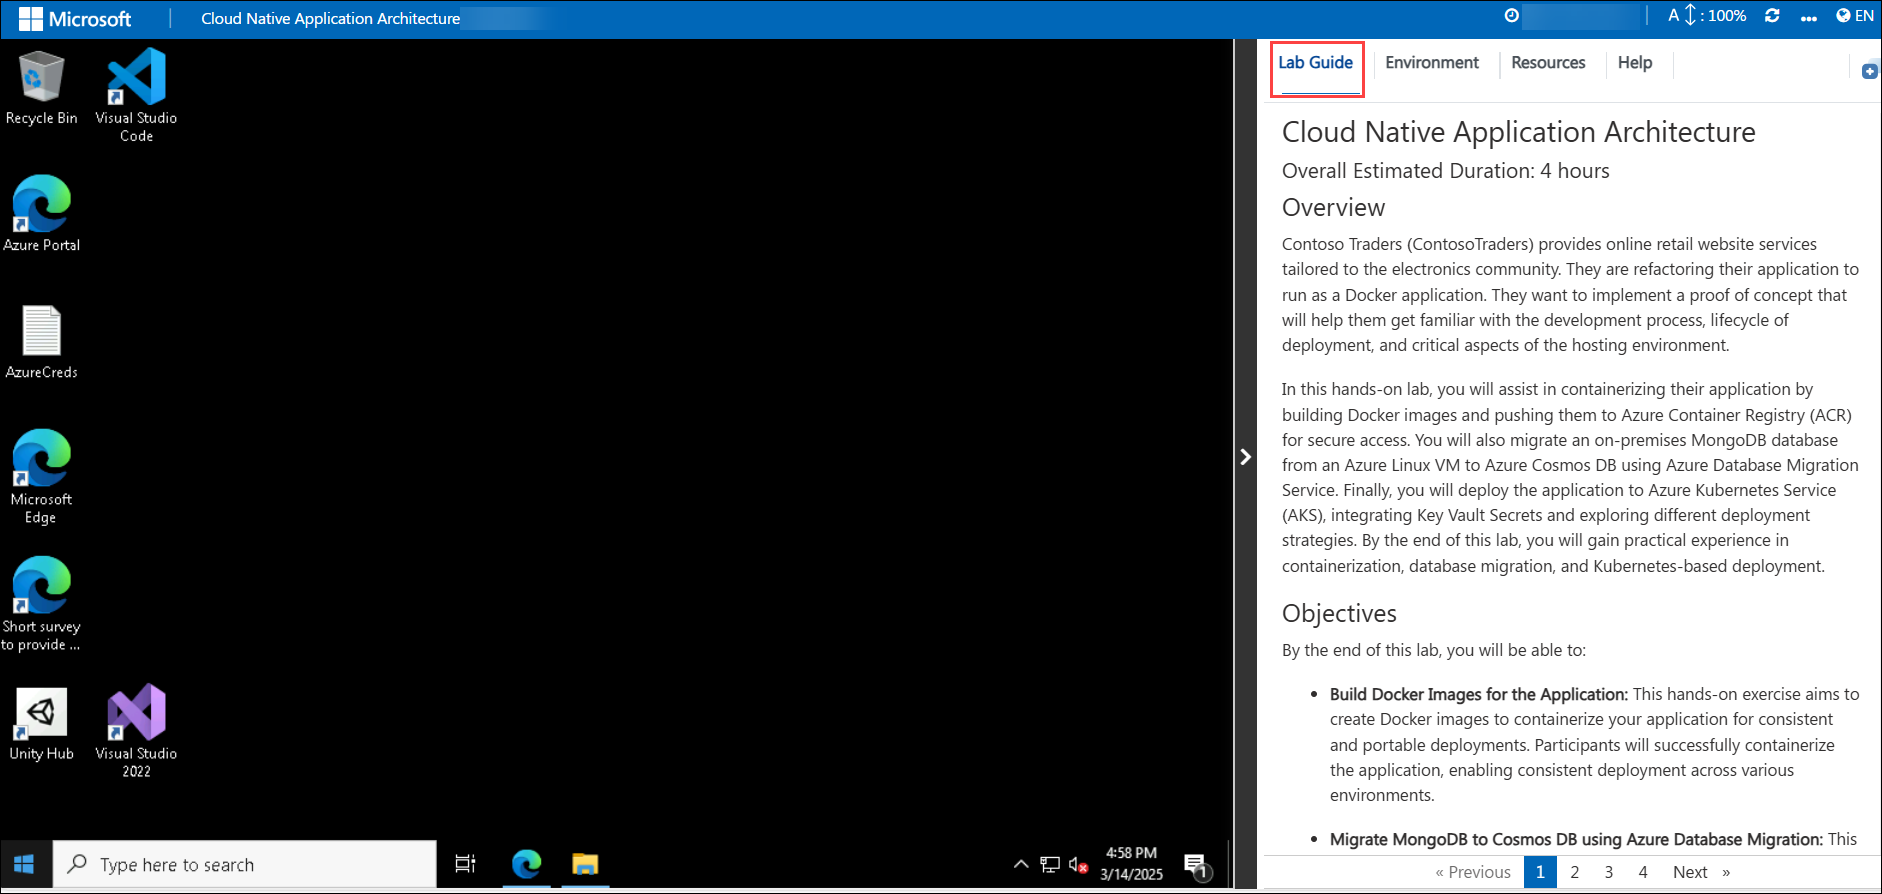 Microsoft
Cloud Native Application Architecture
A : 100%
EN
Recycle Bin
Visual Studio
Code
Azure Portal
AzureCreds
Microsoft
Edge
Short survey
to provide ...
Unity Hub
Visual Studio
2022
Type here to search
4:58 PM
3/14/2025
1
Lab Guide
Environment
Resources
Help
Cloud Native Application Architecture
Overall Estimated Duration: 4 hours
Overview
Contoso Traders (ContosoTraders) provides online retail website services
tailored to the electronics community. They are refactoring their application to
run as a Docker application. They want to implement a proof of concept that
will help them get familiar with the development process, lifecycle of
deployment, and critical aspects of the hosting environment.
In this hands-on lab, you will assist in containerizing their application by
building Docker images and pushing them to Azure Container Registry (ACR)
for secure access. You will also migrate an on-premises MongoDB database
from an Azure Linux VM to Azure Cosmos DB using Azure Database Migration
Service. Finally, you will deploy the application to Azure Kubernetes Service
(AKS), integrating Key Vault Secrets and exploring different deployment
strategies. By the end of this lab, you will gain practical experience in
containerization, database migration, and Kubernetes-based deployment.
Objectives
By the end of this lab, you will be able to:
• Build Docker Images for the Application: This hands-on exercise aims to
create Docker images to containerize your application for consistent
and portable deployments. Participants will successfully containerize
the application, enabling consistent deployment across various
environments.
• Migrate MongoDB to Cosmos DB using Azure Database Migration: This
« Previous 1 2 3 4 Next »